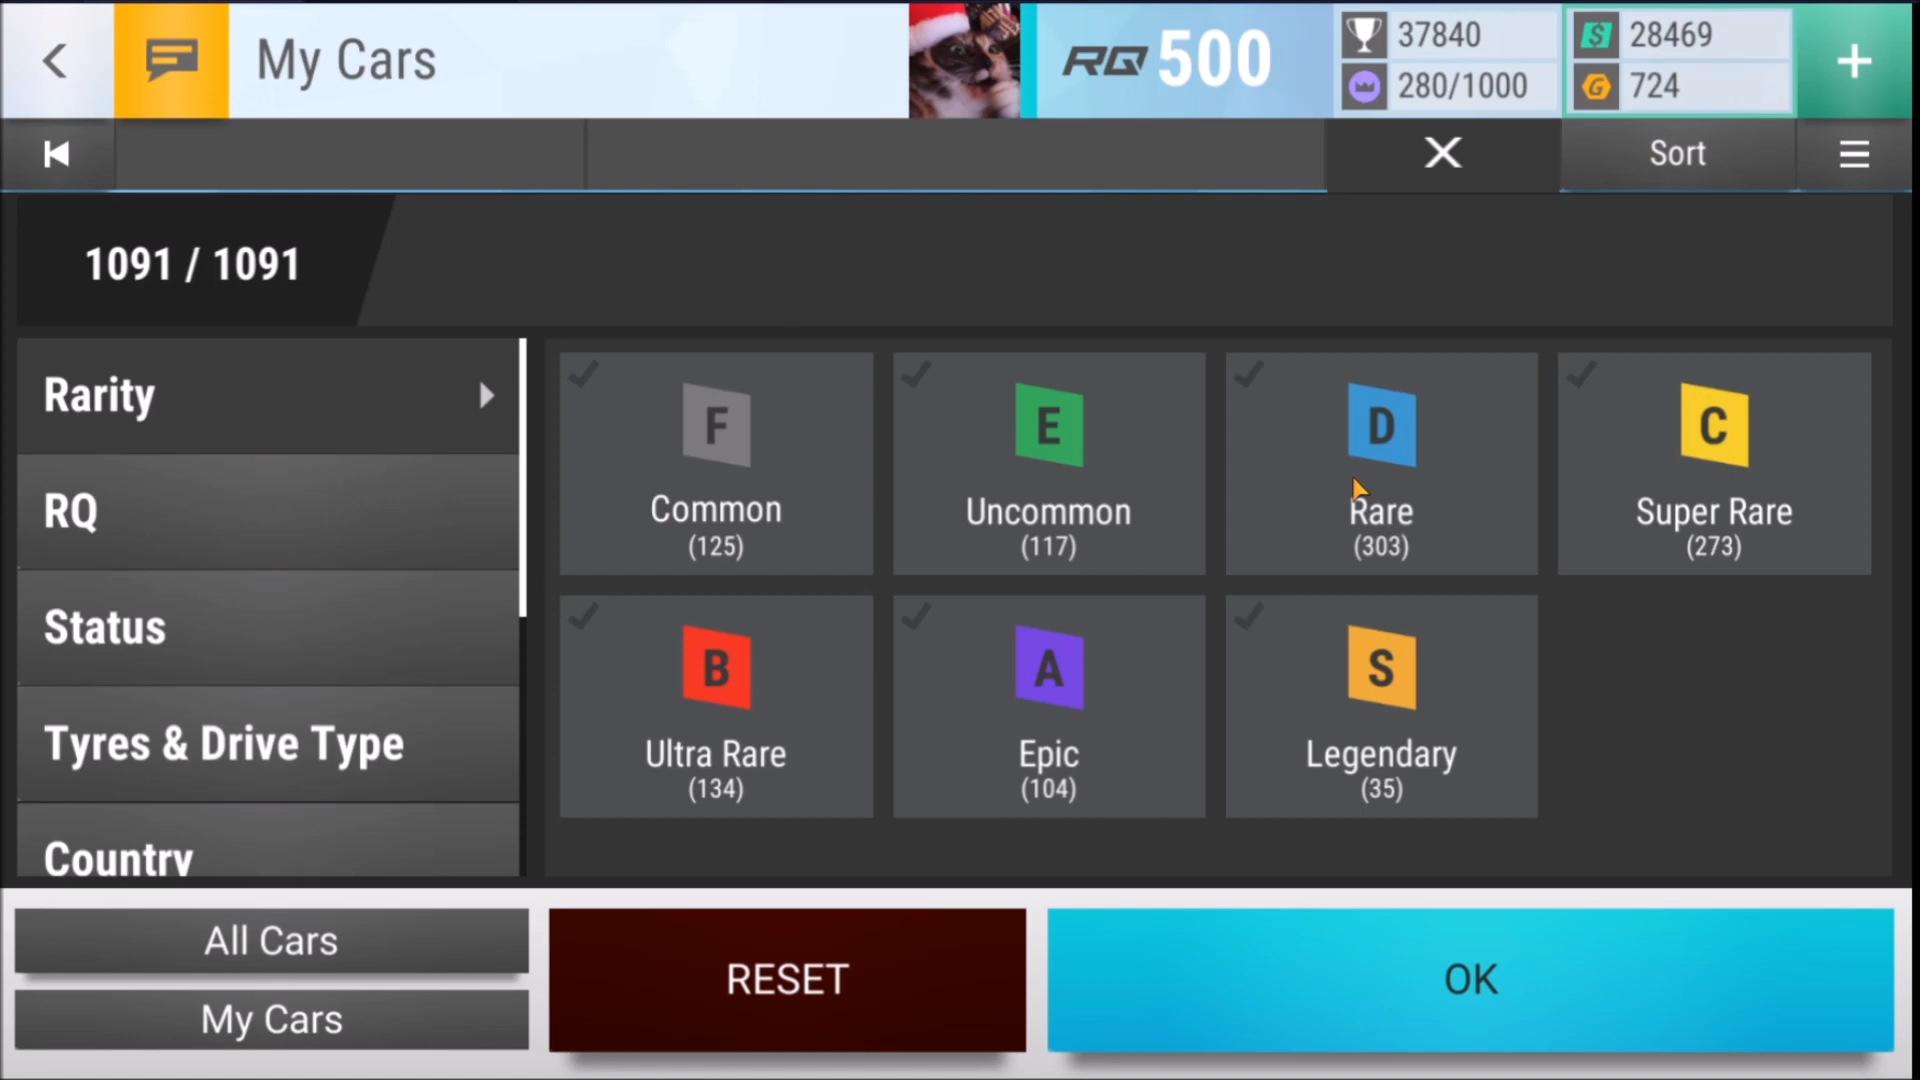 My Cars
RQ 500
37840
280/1000
28469
724
Sort
1091 / 1091
Rarity
RQ
Status
Tyres & Drive Type
Country
F
Common
(125)
E
Uncommon
(117)
D
Rare
(303)
C
Super Rare
(273)
B
Ultra Rare
(134)
A
Epic
(104)
S
Legendary
(35)
All Cars
My Cars
RESET
OK